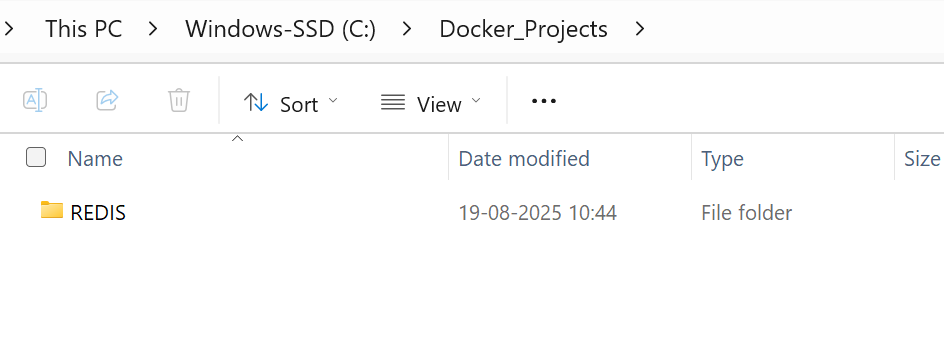 This PC > Windows-SSD (C:) > Docker_Projects >
Sort View ...
Name Date modified Type Size
REDIS 19-08-2025 10:44 File folder